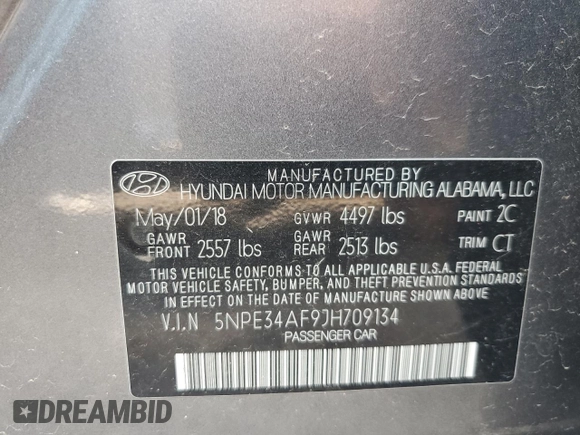 MANUFACTURED BY
HYUNDAI MOTOR MANUFACTURING ALABAMA, LLC
May/01/18 GVWR 4497 lbs PAINT 2C
GAWR FRONT 2557 lbs GAWR REAR 2513 lbs TRIM CT
THIS VEHICLE CONFORMS TO ALL APPLICABLE U.S.A. FEDERAL
MOTOR VEHICLE SAFETY, BUMPER, AND THEFT PREVENTION
STANDARDS IN EFFECT ON THE DATE OF MANUFACTURE SHOWN ABOVE.
V.I.N 5NPE34AF9JH709134
PASSENGER CAR
DREAMBID